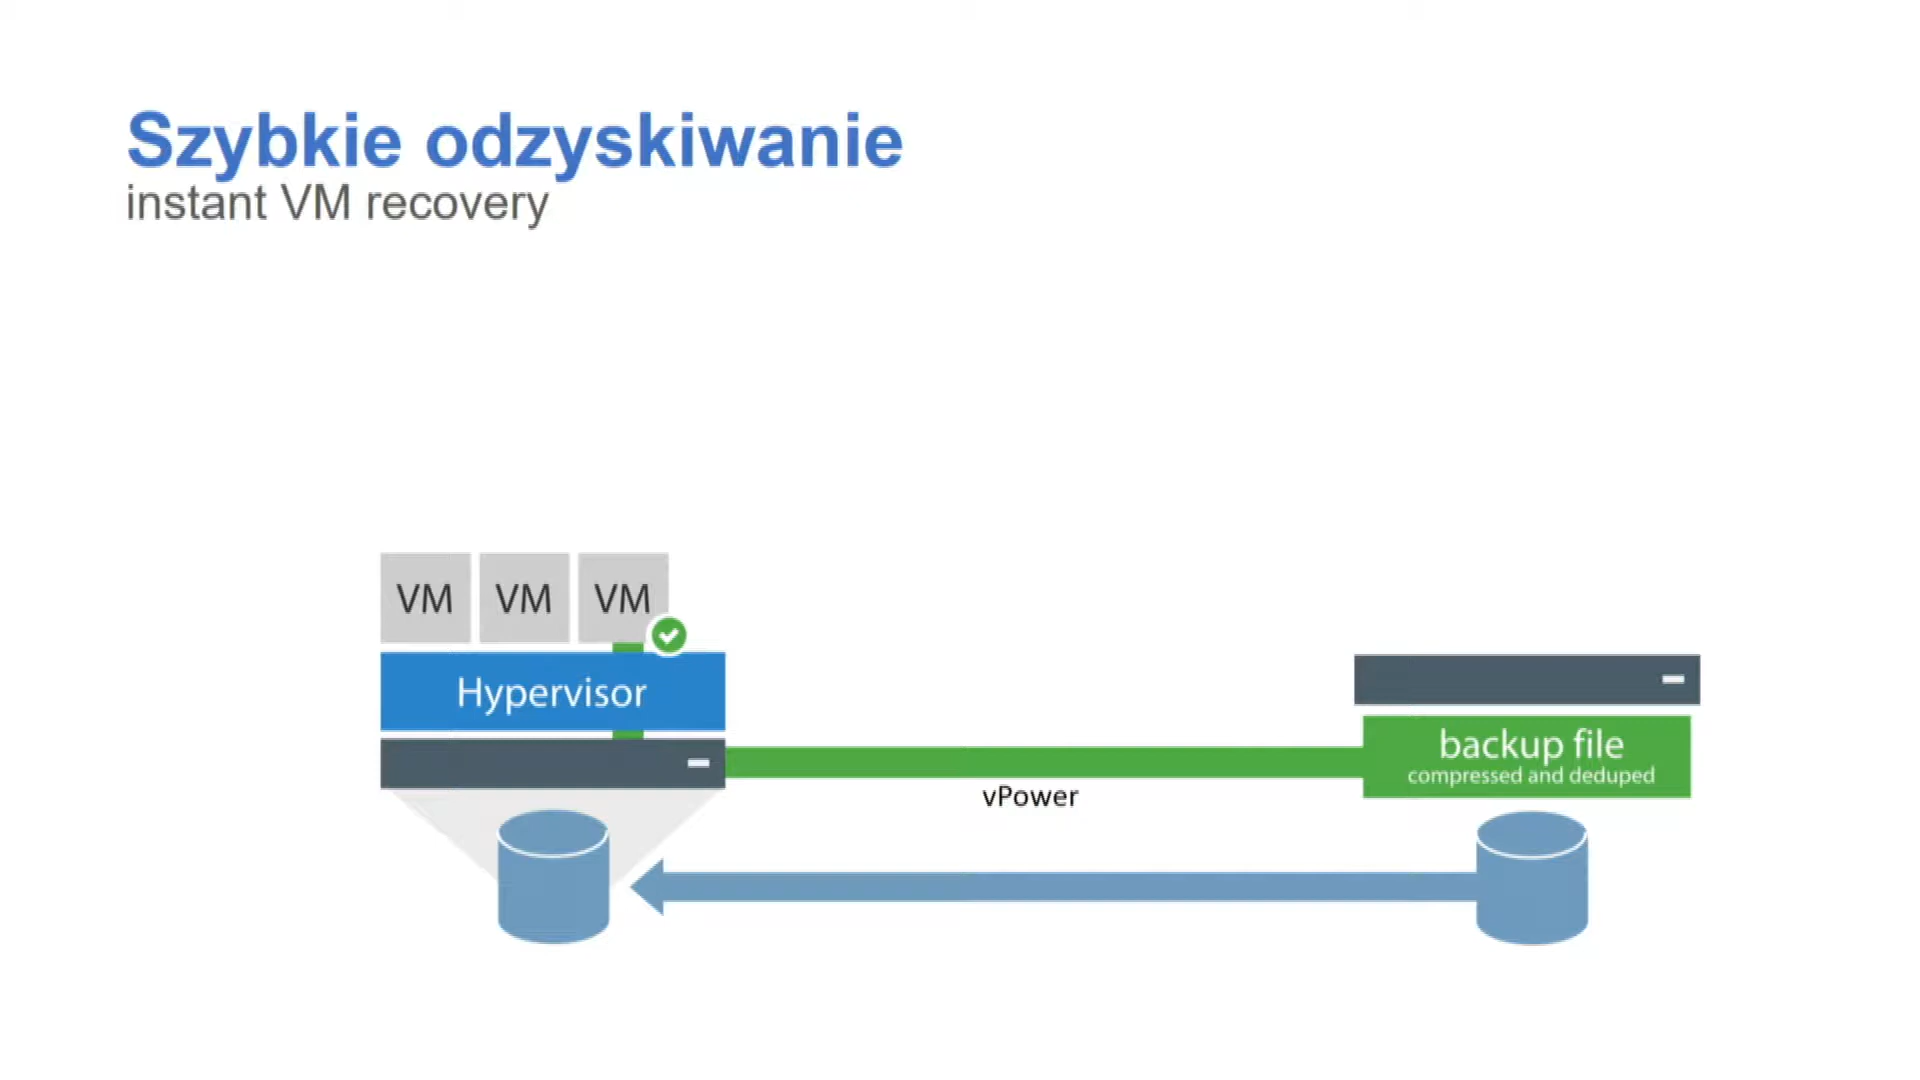 Szybkie odzyskiwanie
instant VM recovery
VM VM VM
Hypervisor
backup file
compressed and deduped
vPower